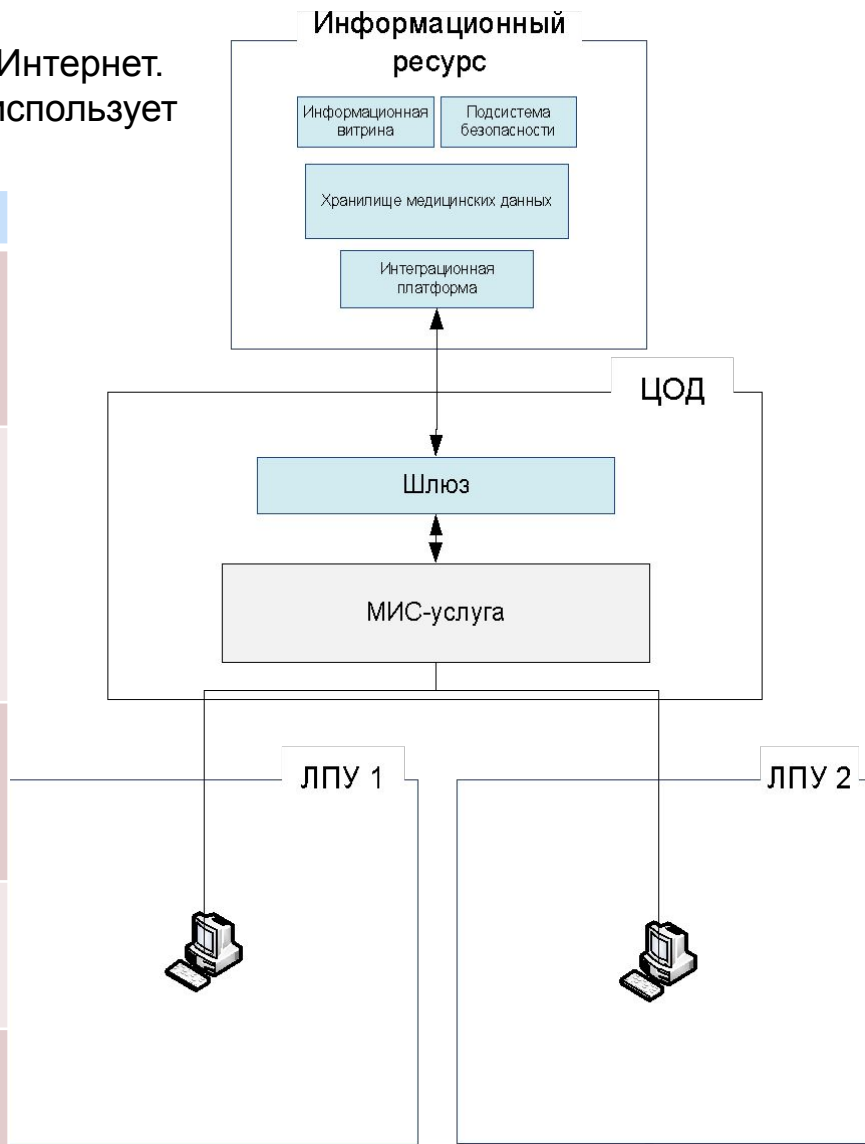 Интернет.
использует
Информационный
ресурс
Информационная
витрина
Подсистема
безопасности
Хранилище медицинских данных
Интеграционная
платформа
ЦОД
Шлюз
МИС-услуга
ЛПУ 1
ЛПУ 2